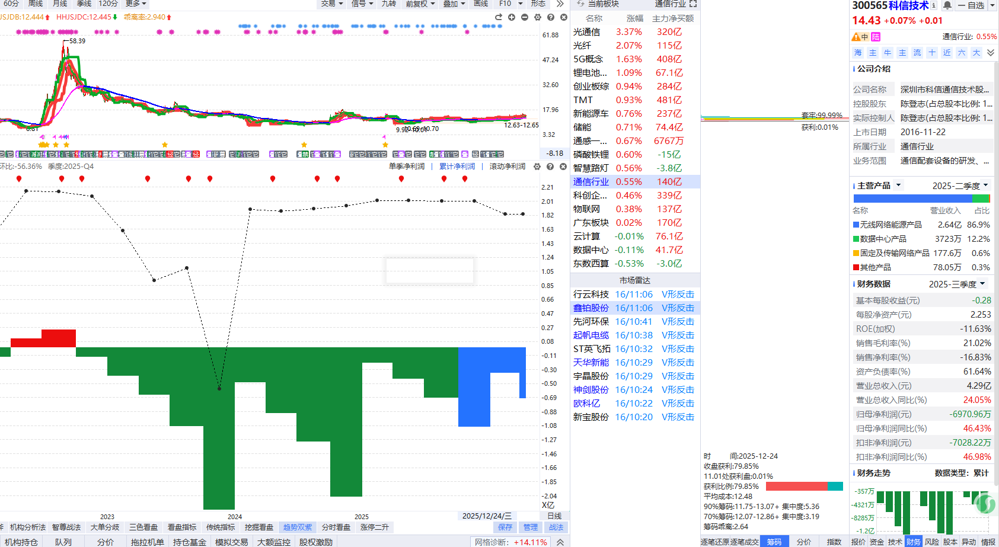 60分 周线 月线 季线 120分 更多 交易 信号 九转 前复权 叠加 画线 F10 形态
JSJDB:12.444 HHJSJDC:12.445 乖离率:2.940
58.39
61.88
47.24
32.60
17.96
3.32
-8.18
12.63-12.65
环比:-56.36% 季度:2025-Q4 单季净利润 累计净利润 滚动净利润
2.21
2.01
1.82
1.63
1.43
1.24
1.05
0.85
0.66
0.47
0.27
0.08
-0.11
-0.30
-0.50
-0.69
-0.88
-1.08
-1.27
-1.46
-1.66
-1.85
-2.04
X亿
2023 2024 2025 2025/12/24/三 日线
机构分析法 智尊战法 大单分歧 三色看盘 看盘指标 传统指标 挖掘看盘 趋势双紫 分时看盘 涨停二升 保存 管理 战法
机构持仓 队列 分价 拖拉机单 持仓基金 模拟交易 大额监控 股权激励 网格诊断: +14.11%
当前板块 通信行业
名称 涨幅 主力净买额
光通信 3.37% 320亿
光纤 2.07% 115亿
5G概念 1.63% 408亿
锂电池... 1.09% 67.1亿
创业板综 0.94% 284亿
TMT 0.93% 481亿
新能源车 0.76% 237亿
储能 0.71% 74.4亿
通感一... 0.67% 6767万
磷酸铁锂 0.60% -15亿
智慧路灯 0.56% -3.8亿
通信行业 0.55% 140亿
科创企... 0.46% 339亿
物联网 0.38% 137亿
广东板块 0.02% 170亿
云计算 -0.01% 76.1亿
数据中心 -0.11% 41.7亿
东数西算 -0.53% -3.0亿
市场雷达
行云科技 16/11:06 V形反击
鑫铂股份 16/11:06 V形反击
先河环保 16/10:41 V形反击
起帆电缆 16/10:38 V形反击
ST英飞拓 16/10:32 V形反击
天华新能 16/10:29 V形反击
宇晶股份 16/10:29 V形反击
神剑股份 16/10:24 V形反击
欧科亿 16/10:22 V形反击
新宝股份 16/10:20 V形反击
套牢:99.99%
获利:0.01%
时 间:2025-12-24
收盘获利:79.85%
11.01处获利盘:0.01%
获利比例:79.85%
平均成本:12.48
90%筹码:11.75-13.07+ 集中度:5.36
70%筹码:12.07-12.86+ 集中度:3.19
筹码乖离:2.64
逐笔还原 逐笔成交 筹码 分价 指数
300565 科信技术 自选
14.43 +0.07% +0.01
中 陆 通信行业: 0.55%
海 主 牛 主 流 十 近 六 大
公司介绍
公司名称 深圳市科信通信技术股...
控股股东 陈登志(占总股本比例: 1...
实际控制人 陈登志(占总股本比例: 1...
上市日期 2016-11-22
所属行业 通信行业
业务范围 通信配套设备的研发、...
主营产品 2025-二季度
名称 营业收入 占比
无线网络能源产品 2.64亿 86.9%
数据中心产品 3723万 12.2%
固定及传输网络产品 177.6万 0.6%
其他产品 78.05万 0.3%
财务数据 2025-三季度
基本每股收益(元) -0.28
每股净资产(元) 2.253
ROE(加权) -11.63%
销售毛利率(%) 21.02%
销售净利率(%) -16.83%
资产负债率(%) 61.64%
营业总收入(元) 4.29亿
营业总收入同比(%) 24.05%
归母净利润(元) -6970.96万
归母净利润同比(%) 46.43%
扣非净利润(元) -7028.22万
扣非净利润同比(%) 46.98%
财务走势 数据类型: 累计
-357万
-4321万
-8285万
-1.2亿
报价 资金 技术 财务 风险 股本 异动 情报